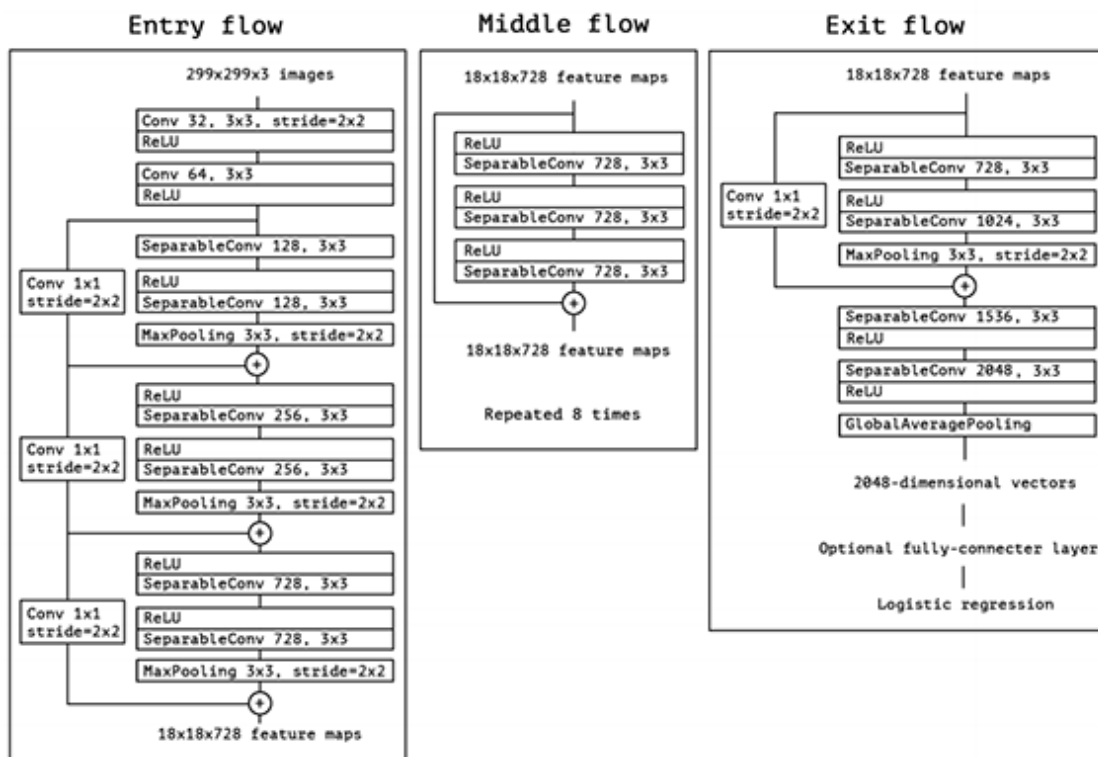 Entry flow
299x299x3 images
Conv 32, 3x3, stride=2x2
ReLU
Conv 64, 3x3
ReLU
SeparableConv 128, 3x3
Conv 1x1
stride=2x2
ReLU
SeparableConv 128, 3x3
MaxPooling 3x3, stride=2x2
+
ReLU
SeparableConv 256, 3x3
Conv 1x1
stride=2x2
ReLU
SeparableConv 256, 3x3
MaxPooling 3x3, stride=2x2
+
ReLU
SeparableConv 728, 3x3
Conv 1x1
stride=2x2
ReLU
SeparableConv 728, 3x3
MaxPooling 3x3, stride=2x2
+
18x18x728 feature maps
Middle flow
18x18x728 feature maps
ReLU
SeparableConv 728, 3x3
ReLU
SeparableConv 728, 3x3
ReLU
SeparableConv 728, 3x3
+
18x18x728 feature maps
Repeated 8 times
Exit flow
18x18x728 feature maps
ReLU
SeparableConv 728, 3x3
Conv 1x1
stride=2x2
ReLU
SeparableConv 1024, 3x3
MaxPooling 3x3, stride=2x2
+
SeparableConv 1536, 3x3
ReLU
SeparableConv 2048, 3x3
ReLU
GlobalAveragePooling
2048-dimensional vectors
Optional fully-connecter layer
Logistic regression